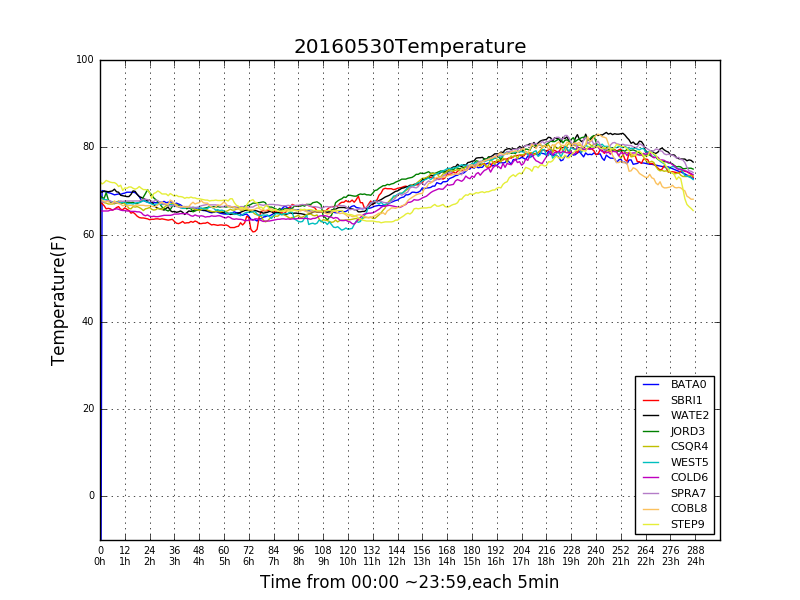 20160530Temperature
100
80
60
40
20
0
Temperature(F)
BATA0
SBRI1
WATE2
JORD3
CSQR4
WEST5
COLD6
SPRA7
COBL8
STEP9
0 12 24 36 48 60 72 84 96 108 120 132 144 156 168 180 192 204 216 228 240 252 264 276 288
0h 1h 2h 3h 4h 5h 6h 7h 8h 9h 10h 11h 12h 13h 14h 15h 16h 17h 18h 19h 20h 21h 22h 23h 24h
Time from 00:00 ~23:59,each 5min